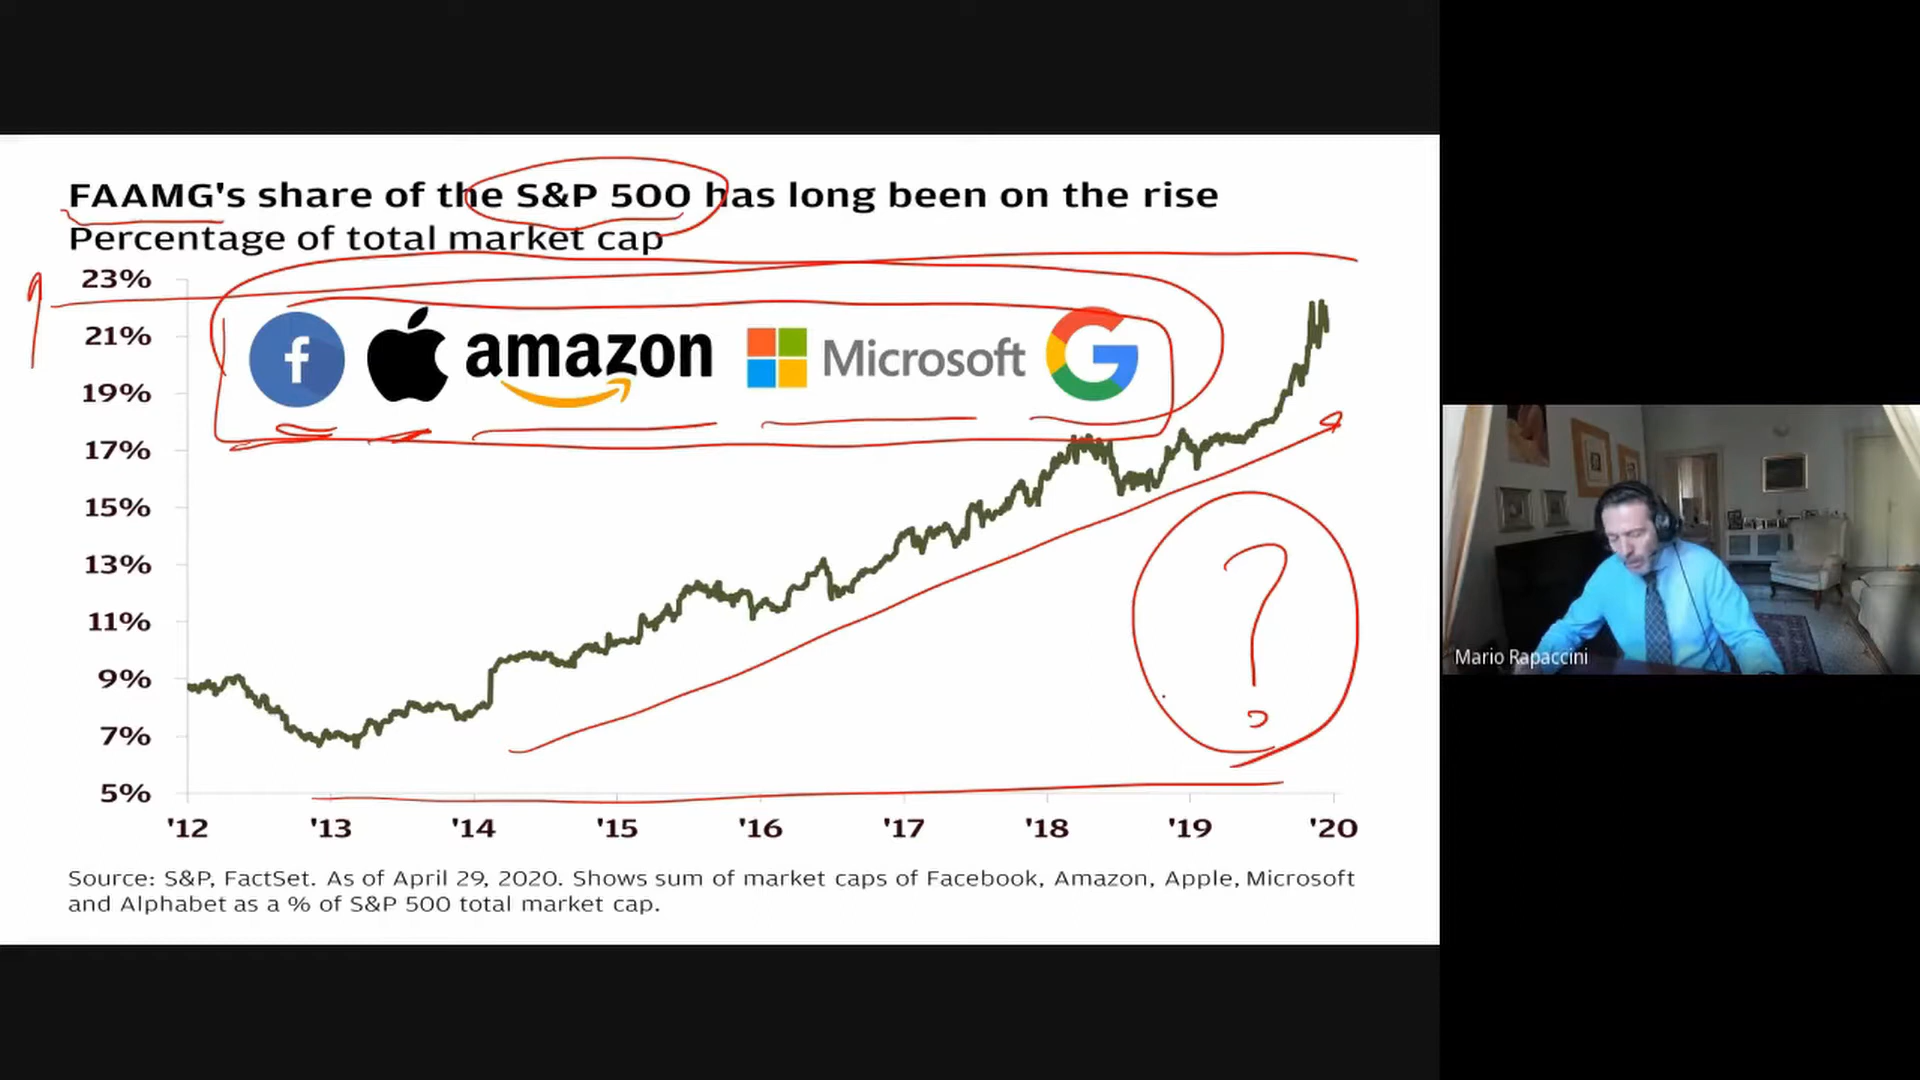 FAAMG's share of the S&P 500 has long been on the rise
Percentage of total market cap
23%
21%
19%
17%
15%
13%
11%
9%
7%
5%
f amazon Microsoft G
?
'12 '13 '14 '15 '16 '17 '18 '19 '20
Source: S&P, FactSet. As of April 29, 2020. Shows sum of market caps of Facebook, Amazon, Apple, Microsoft
and Alphabet as a % of S&P 500 total market cap.
Mario Rapaccini